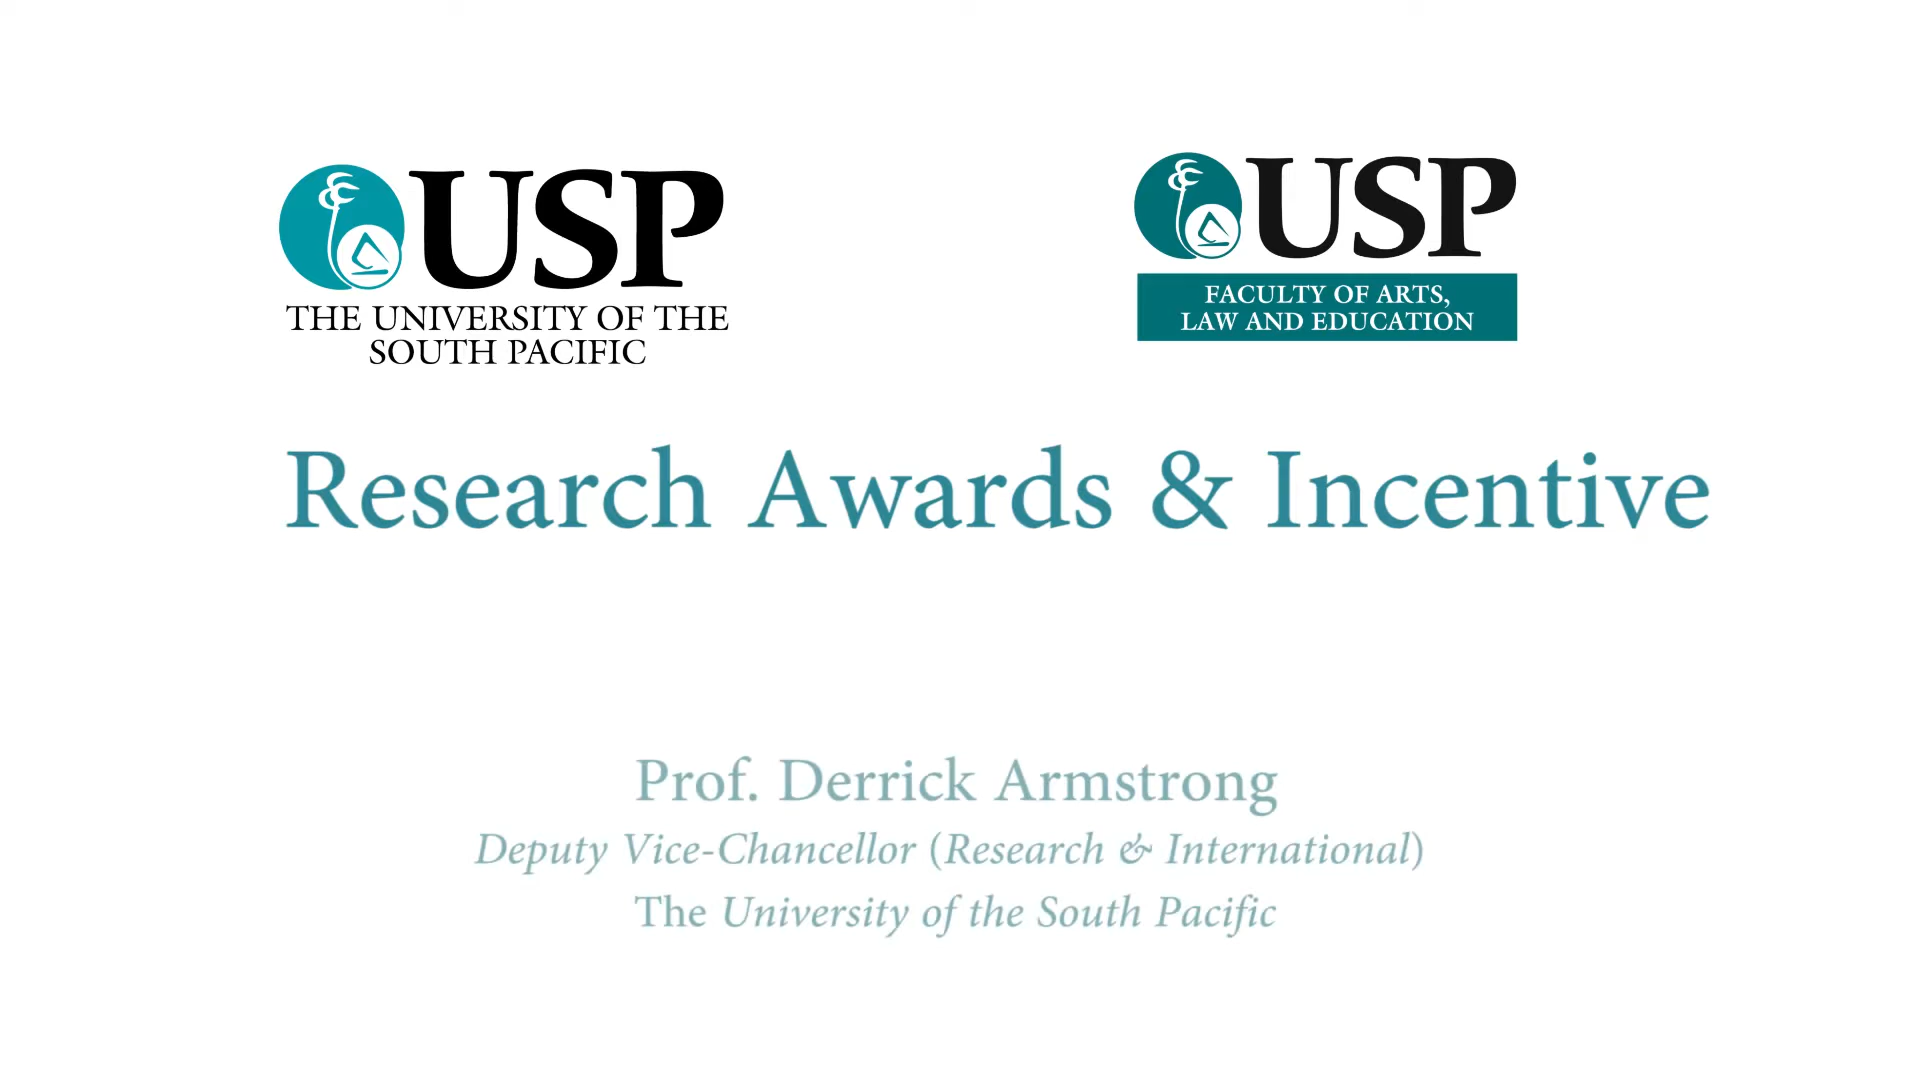 USP
THE UNIVERSITY OF THE
SOUTH PACIFIC
USP
FACULTY OF ARTS,
LAW AND EDUCATION
Research Awards & Incentive
Prof. Derrick Armstrong
Deputy Vice-Chancellor (Research & International)
The University of the South Pacific